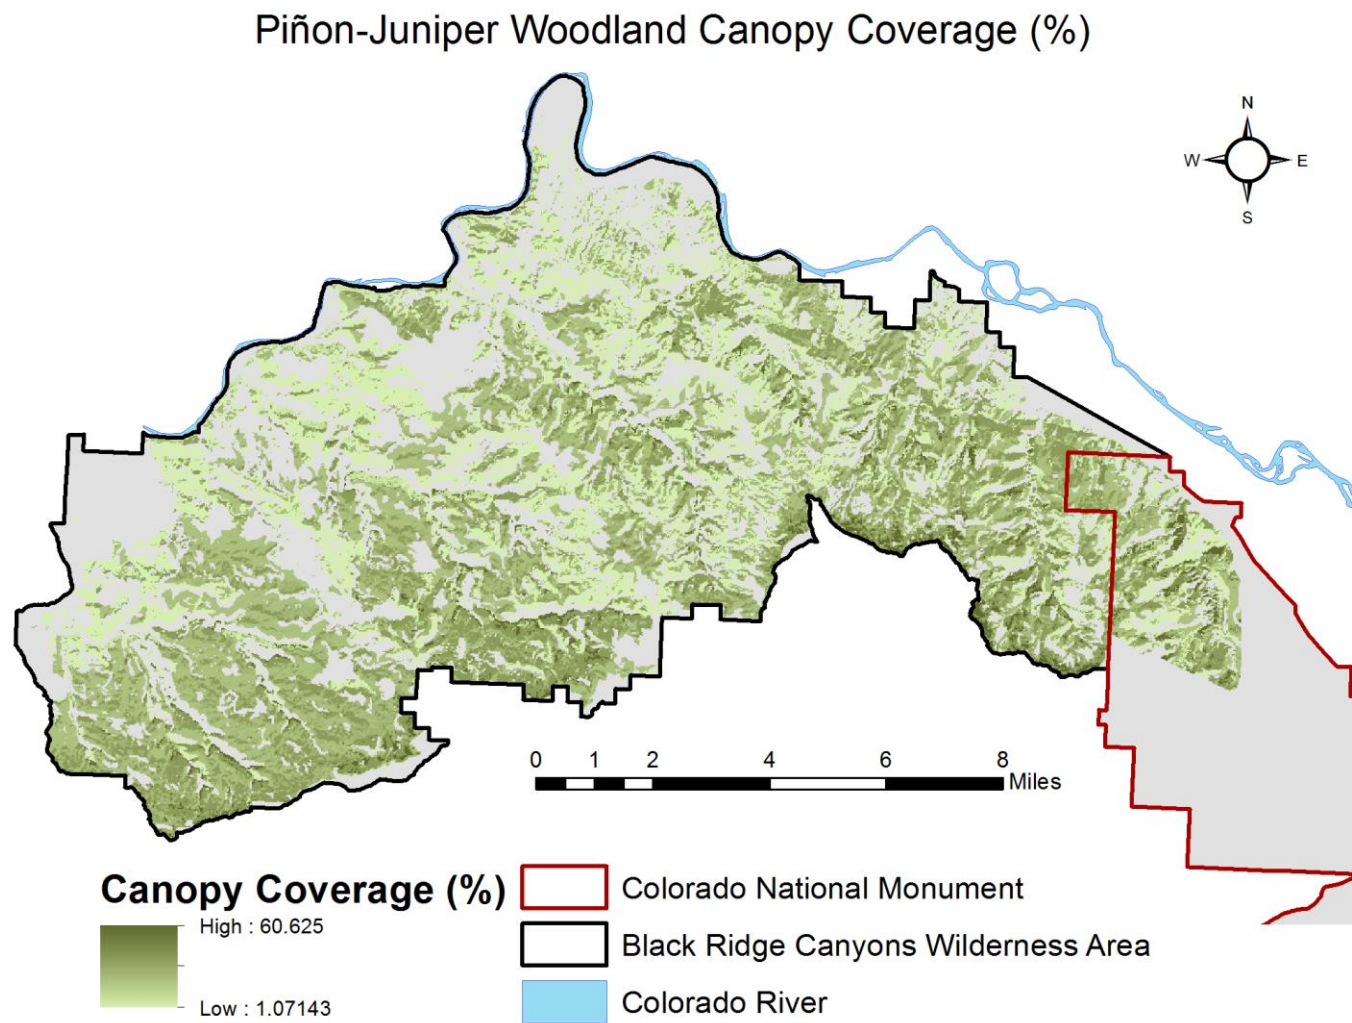 Piñon-Juniper Woodland Canopy Coverage (%)
N
W E
S
0 1 2 4 6 8
Miles
Canopy Coverage (%)
High : 60.625
Low : 1.07143
Colorado National Monument
Black Ridge Canyons Wilderness Area
Colorado River